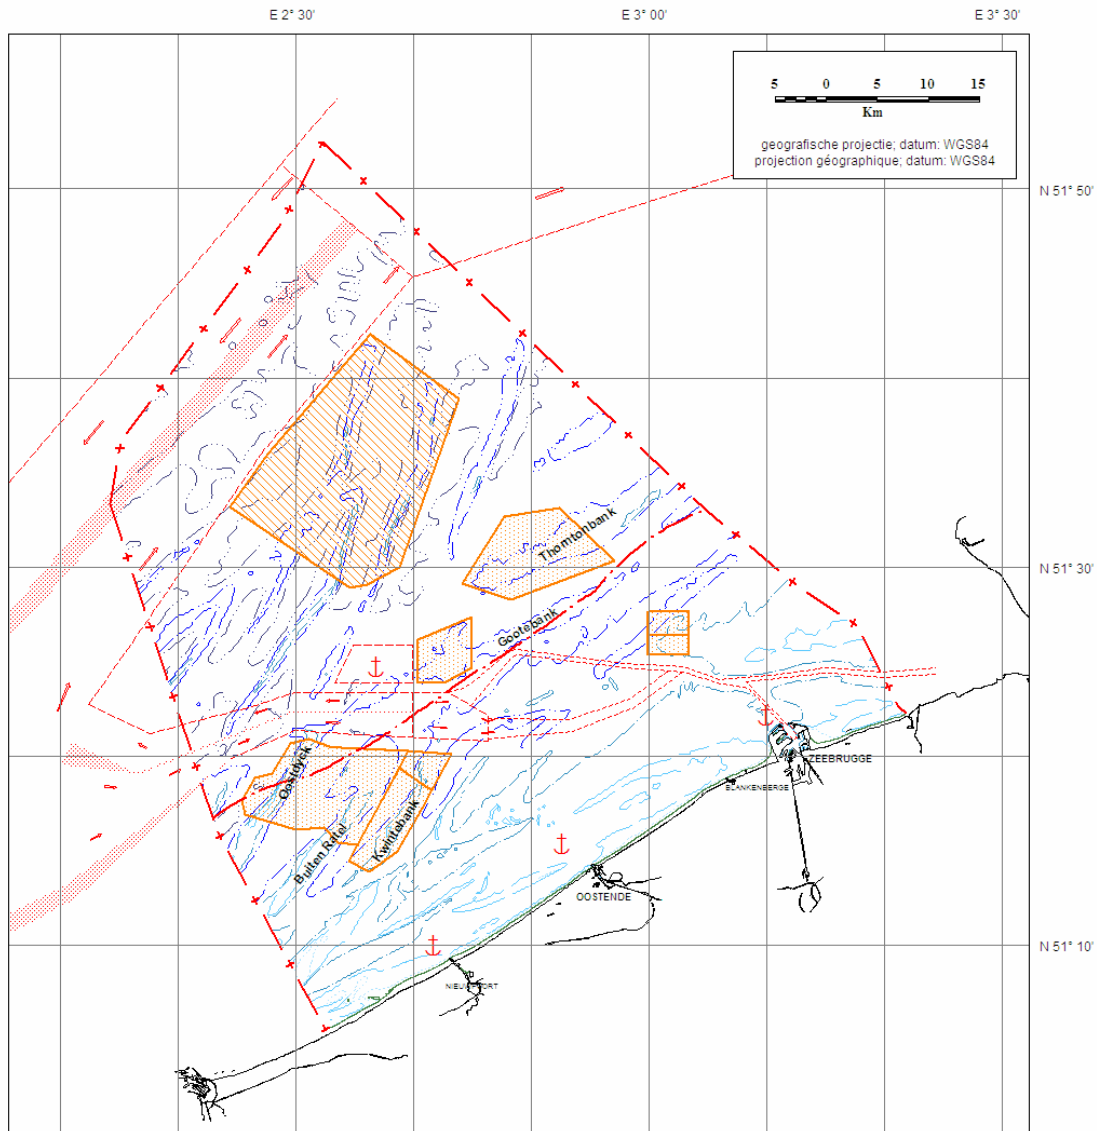 E 2° 30'
E 3° 00'
E 3° 30'
5 0 5 10 15
Km
geografische projectie; datum: WGS84
projection géographique; datum: WGS84
N 51° 50'
Thorntonbank
N 51° 30'
Gootebank
Oostdyck
ZEEBRUGGE
BLANKENBERGE
Kwintebank
Buiten Ratel
OOSTENDE
N 51° 10'
NIEUWPOORT